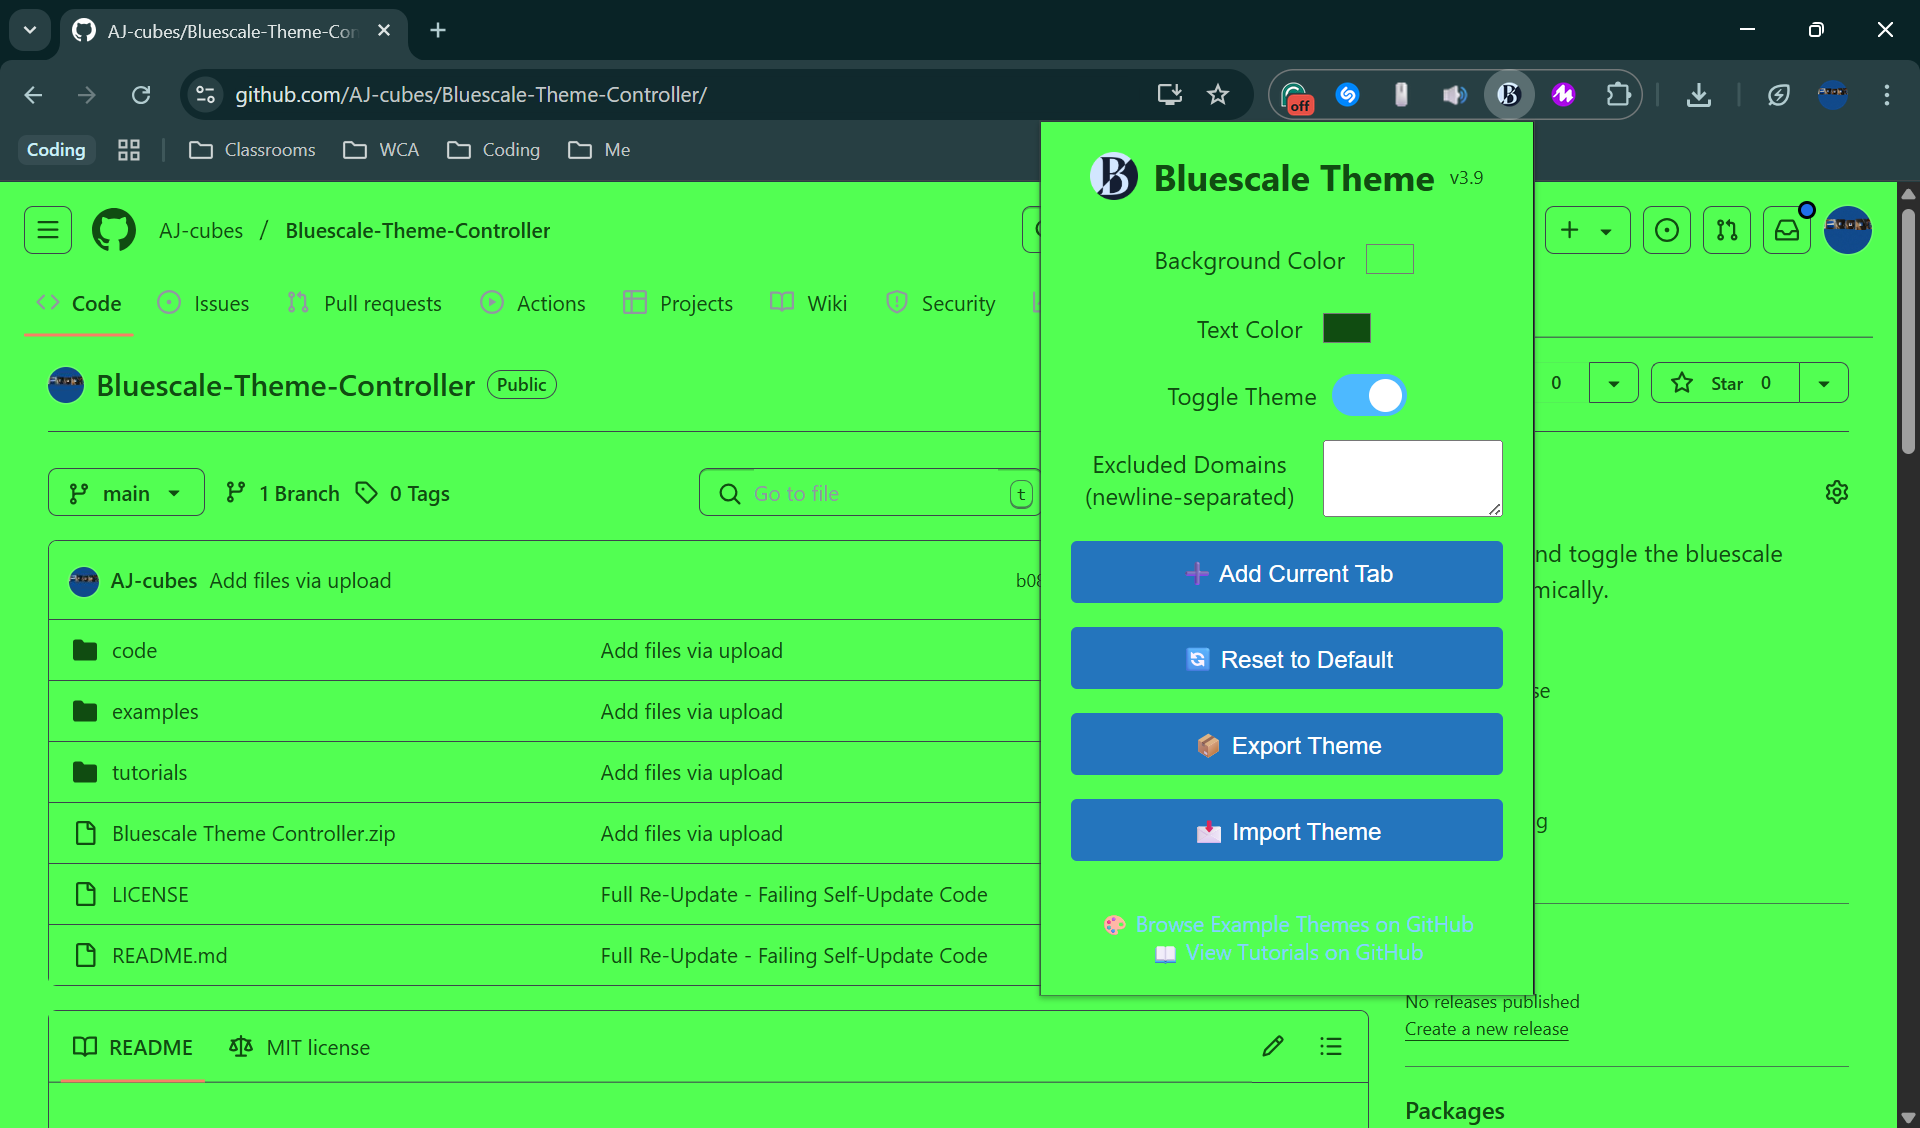 AJ-cubes/Bluescale-Theme-Con
github.com/AJ-cubes/Bluescale-Theme-Controller/
off
Coding
Classrooms
WCA
Coding
Me
Bluescale Theme v3.9
Background Color
Text Color
Toggle Theme
Excluded Domains
(newline-separated)
Add Current Tab
Reset to Default
Export Theme
Import Theme
Browse Example Themes on GitHub
View Tutorials on GitHub
AJ-cubes / Bluescale-Theme-Controller
Code
Issues
Pull requests
Actions
Projects
Wiki
Security
Bluescale-Theme-Controller Public
0
Star 0
main
1 Branch
0 Tags
Go to file
t
AJ-cubes Add files via upload
b08
code Add files via upload
examples Add files via upload
tutorials Add files via upload
Bluescale Theme Controller.zip Add files via upload
LICENSE Full Re-Update - Failing Self-Update Code
README.md Full Re-Update - Failing Self-Update Code
README
MIT license
nd toggle the bluescale
mically.
se
g
No releases published
Create a new release
Packages